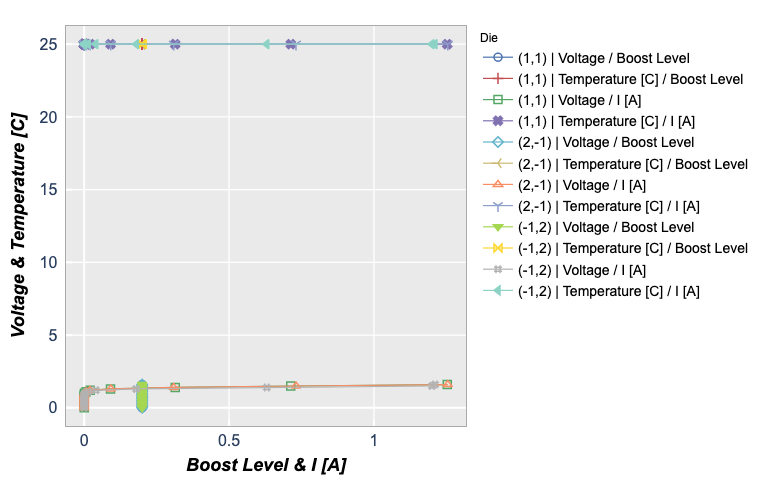 Die
(1,1) | Voltage / Boost Level
(1,1) | Temperature [C] / Boost Level
(1,1) | Voltage / I [A]
(1,1) | Temperature [C] / I [A]
(2,-1) | Voltage / Boost Level
(2,-1) | Temperature [C] / Boost Level
(2,-1) | Voltage / I [A]
(2,-1) | Temperature [C] / I [A]
(-1,2) | Voltage / Boost Level
(-1,2) | Temperature [C] / Boost Level
(-1,2) | Voltage / I [A]
(-1,2) | Temperature [C] / I [A]
Voltage & Temperature [C]
25
20
15
10
5
0
0 0.5 1
Boost Level & I [A]